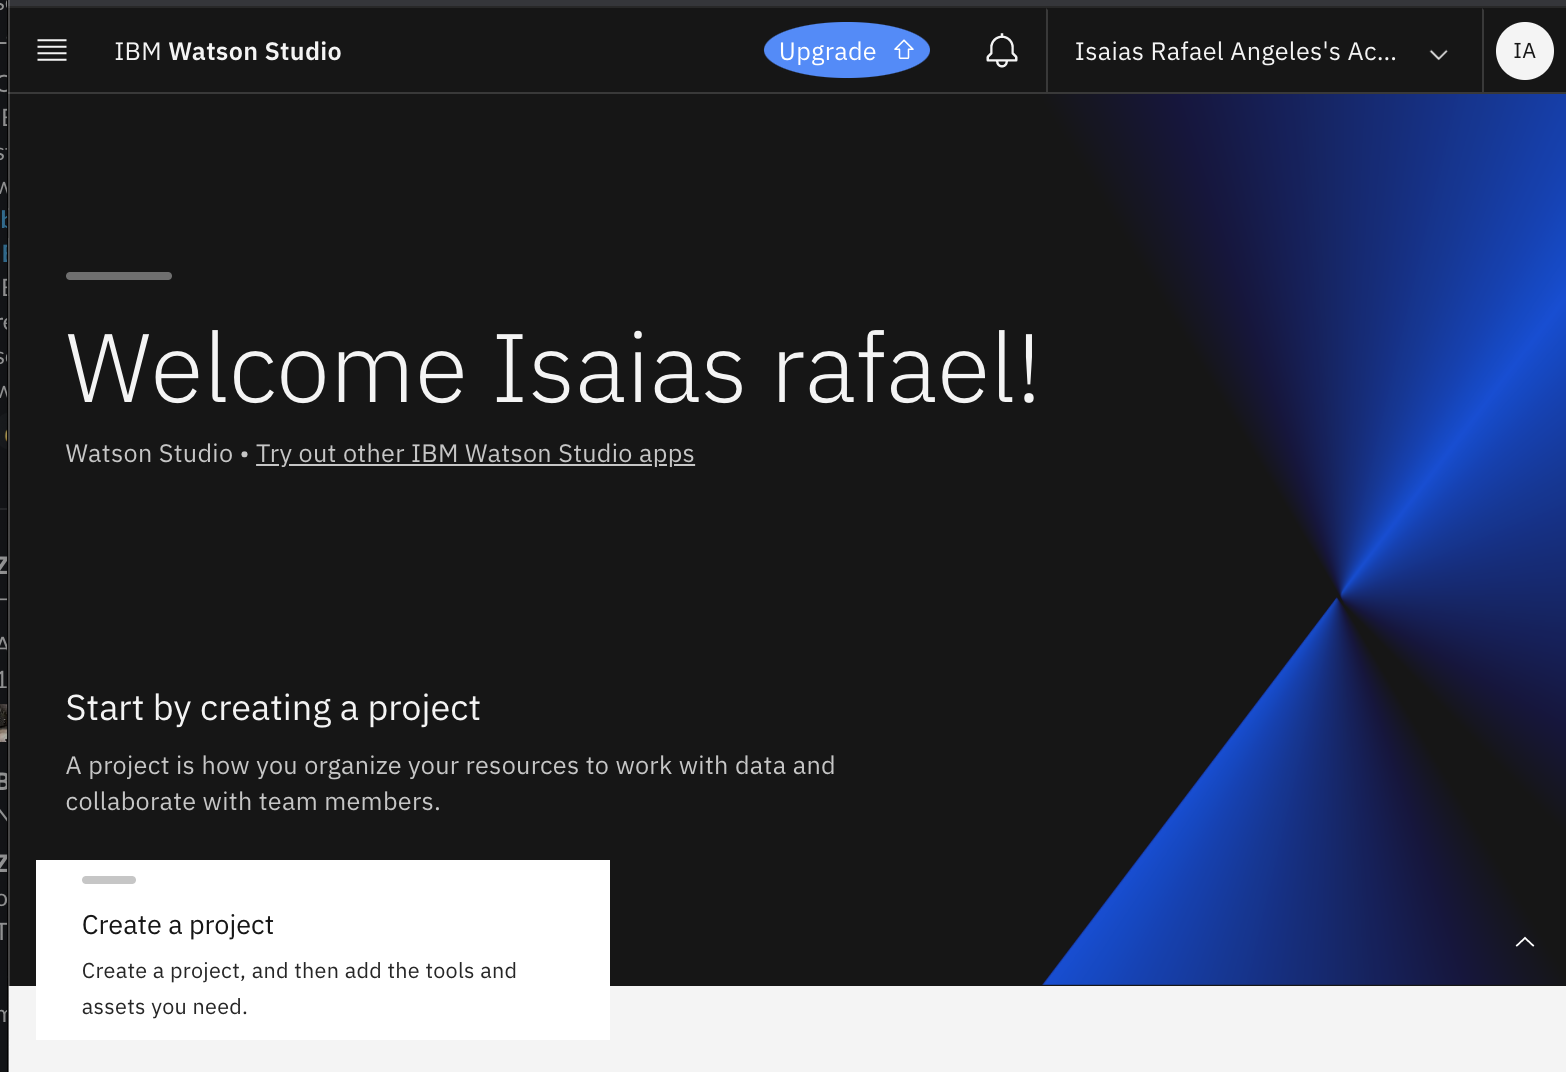 IBM Watson Studio
Upgrade
Isaias Rafael Angeles's Ac...
IA
Welcome Isaias rafael!
Watson Studio • Try out other IBM Watson Studio apps
Start by creating a project
A project is how you organize your resources to work with data and
collaborate with team members.
Create a project
Create a project, and then add the tools and
assets you need.